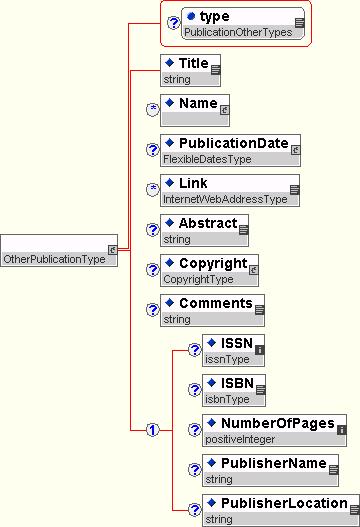 ? type
PublicationOtherTypes
Title
string
* Name
? PublicationDate
FlexibleDatesType
* Link
InternetWebAddressType
? Abstract
string
? Copyright
CopyrightType
? Comments
string
OtherPublicationType
? ISSN
issnType
? ISBN
isbnType
1
? NumberOfPages
positiveInteger
? PublisherName
string
? PublisherLocation
string